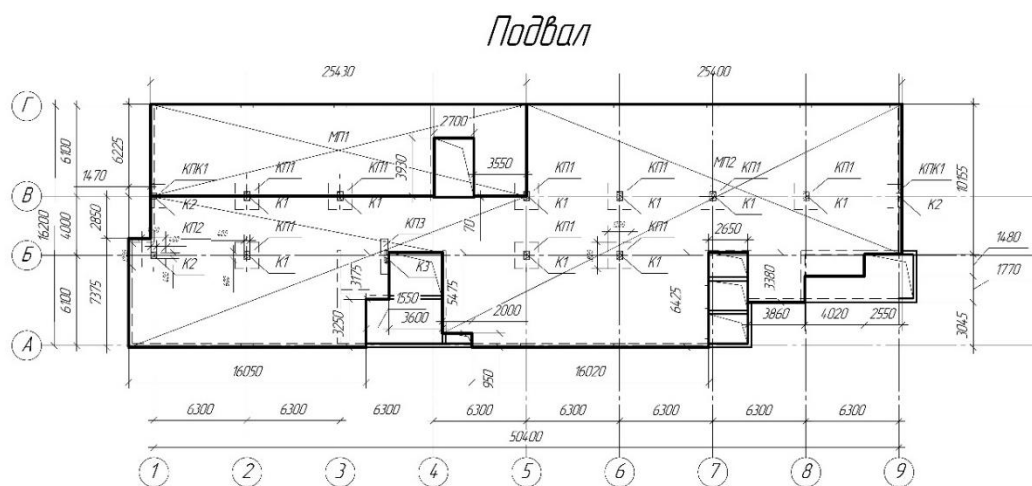 Подвал
25430 25400
Г
МП1 2700
6100 6225 3930 3550 МП2 10155
1470 КПК1 КП1 КП1 КП1 КП1 КП1 КП1 КПК1
В
К2 К1 К1 К1 К1 К1 К1 К2
16200 4000 2850 КП2 КП1 КП3 70 КП1 КП1 2650 1480
Б
К2 К1 К3 К1 К1 1770
6100 7375 3175 1550 5475 6425 3380
3250 3600 2000 3860 4020 2550 3045
А
16050 950 16020
6300 6300 6300 6300 6300 6300 6300 6300
50400
1 2 3 4 5 6 7 8 9